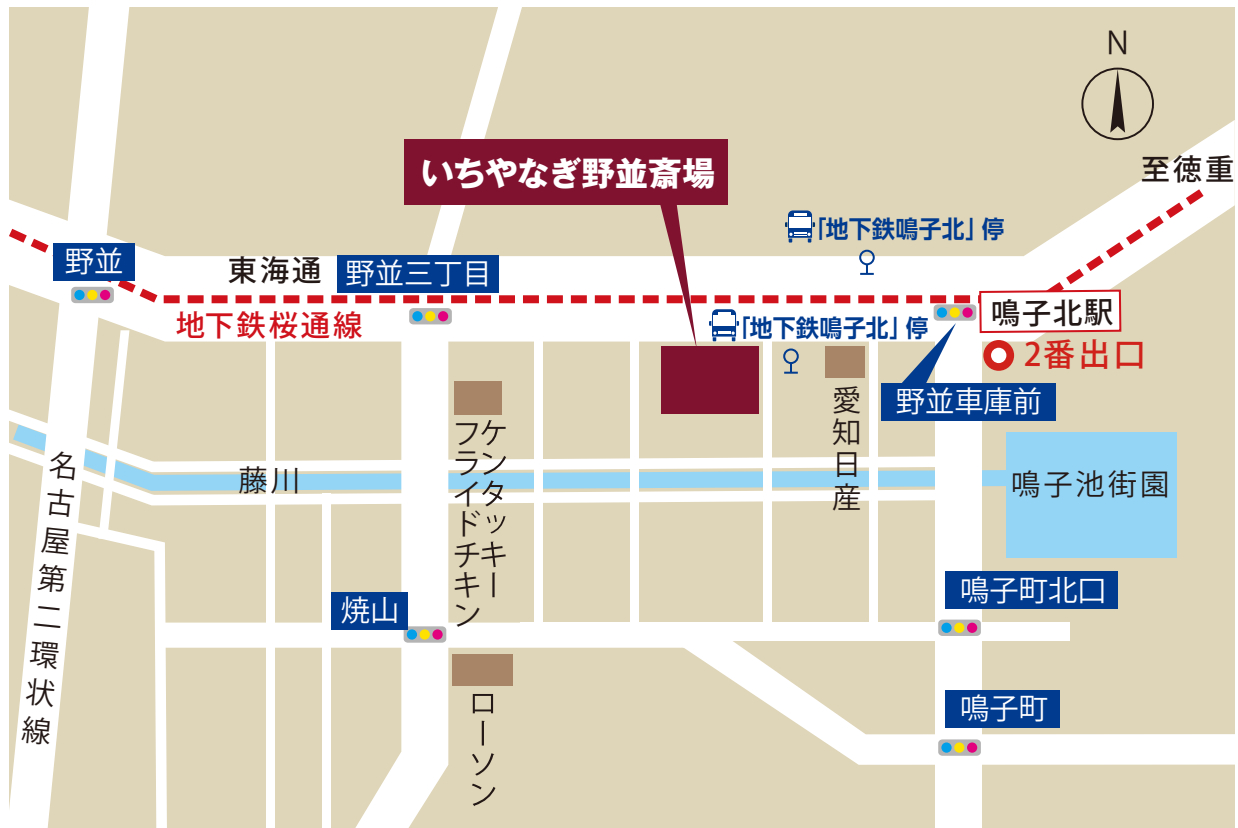 N
至徳重
いちやなぎ野並斎場
「地下鉄鳴子北」停
野並
東海通
野並三丁目
地下鉄桜通線
「地下鉄鳴子北」停
鳴子北駅
2番出口
野並車庫前
愛知日産
ケンタッキー
フライドチキン
藤川
鳴子池街園
名古屋第二環状線
焼山
鳴子町北口
ローソン
鳴子町